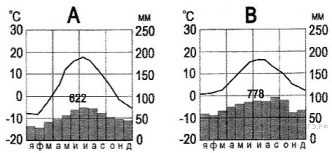 А В
°С мм °С мм
30 250 30 250
20 200 20 200
10 150 10 150
0 100 0 100
-10 50 -10 50
-20 0 -20 0
622 778
я ф м а м и и а с о н д я ф м а м и и а с о н д